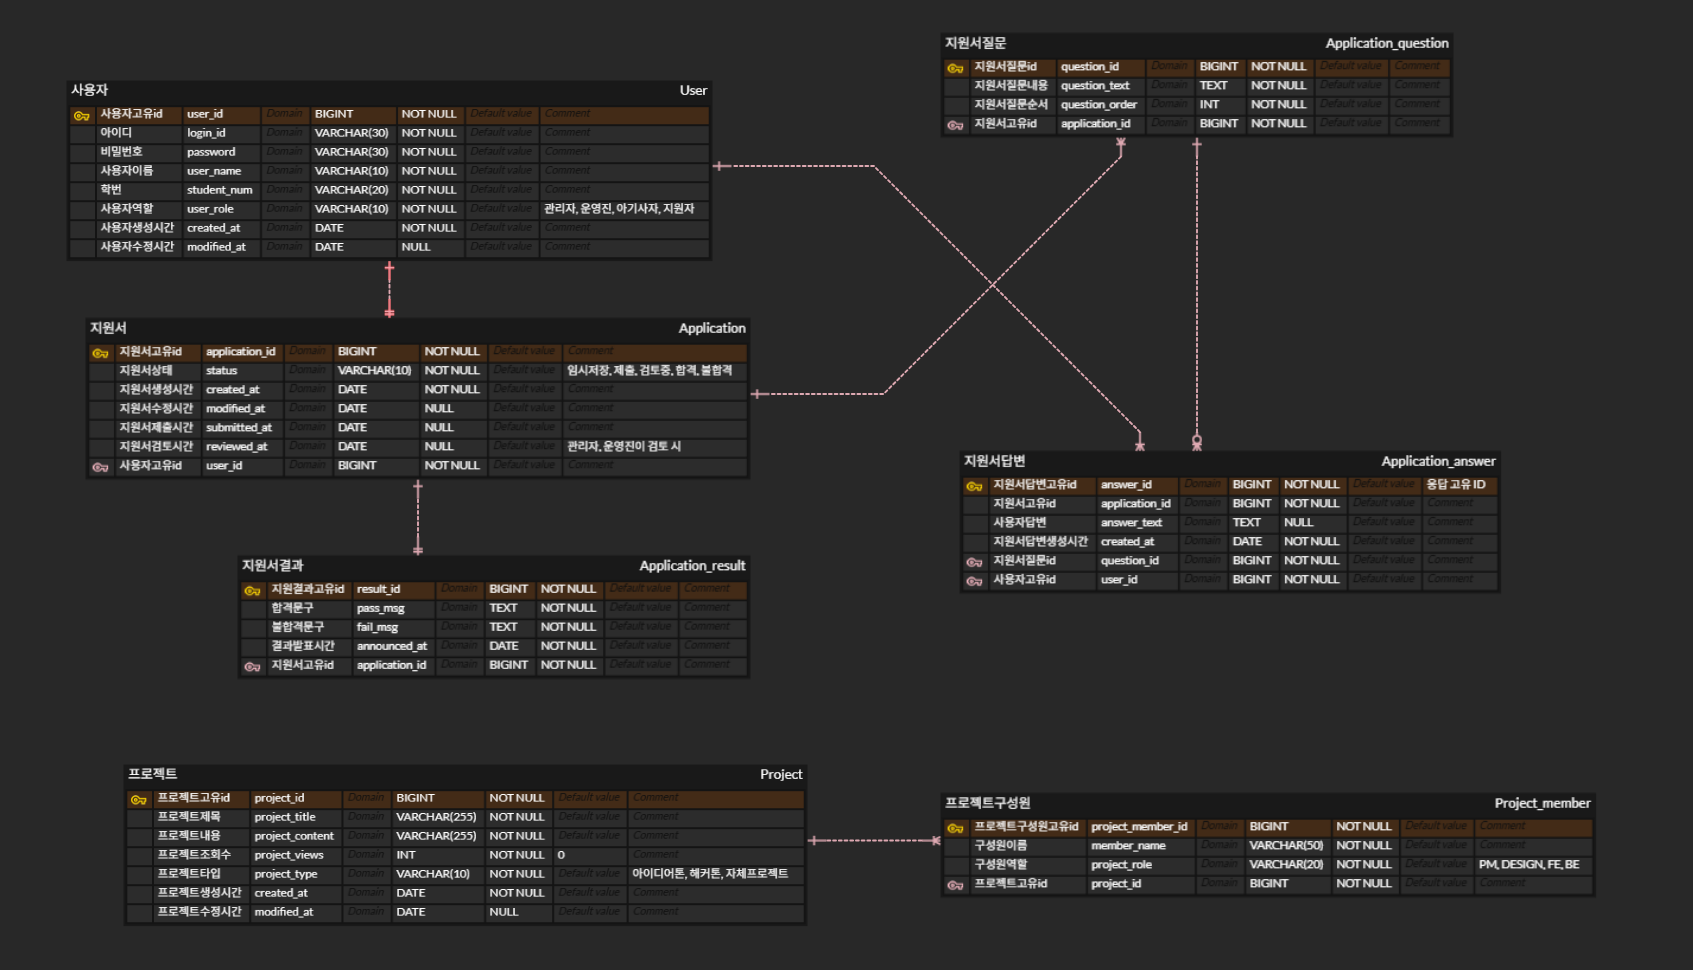 사용자 User
사용자고유id user_id Domain BIGINT NOT NULL Default value Comment
아이디 login_id Domain VARCHAR(30) NOT NULL Default value Comment
비밀번호 password Domain VARCHAR(30) NOT NULL Default value Comment
사용자이름 user_name Domain VARCHAR(10) NOT NULL Default value Comment
학번 student_num Domain VARCHAR(20) NOT NULL Default value Comment
사용자역할 user_role Domain VARCHAR(10) NOT NULL Default value 관리자, 운영진, 아기사자, 지원자
사용자생성시간 created_at Domain DATE NOT NULL Default value Comment
사용자수정시간 modified_at Domain DATE NULL Default value Comment
지원서질문 Application_question
지원서질문id question_id Domain BIGINT NOT NULL Default value Comment
지원서질문내용 question_text Domain TEXT NOT NULL Default value Comment
지원서질문순서 question_order Domain INT NOT NULL Default value Comment
지원서고유id application_id Domain BIGINT NOT NULL Default value Comment
지원서 Application
지원서고유id application_id Domain BIGINT NOT NULL Default value Comment
지원서상태 status Domain VARCHAR(10) NOT NULL Default value 임시저장, 제출, 검토중, 합격, 불합격
지원서생성시간 created_at Domain DATE NOT NULL Default value Comment
지원서수정시간 modified_at Domain DATE NULL Default value Comment
지원서제출시간 submitted_at Domain DATE NULL Default value Comment
지원서검토시간 reviewed_at Domain DATE NULL Default value 관리자, 운영진이 검토 시
사용자고유id user_id Domain BIGINT NOT NULL Default value Comment
지원서답변 Application_answer
지원서답변고유id answer_id Domain BIGINT NOT NULL Default value 응답 고유 ID
지원서고유id application_id Domain BIGINT NOT NULL Default value Comment
사용자답변 answer_text Domain TEXT NULL Default value Comment
지원서답변생성시간 created_at Domain DATE NOT NULL Default value Comment
지원서질문id question_id Domain BIGINT NOT NULL Default value Comment
사용자고유id user_id Domain BIGINT NOT NULL Default value Comment
지원서결과 Application_result
지원결과고유id result_id Domain BIGINT NOT NULL Default value Comment
합격문구 pass_msg Domain TEXT NOT NULL Default value Comment
불합격문구 fail_msg Domain TEXT NOT NULL Default value Comment
결과발표시간 announced_at Domain DATE NOT NULL Default value Comment
지원서고유id application_id Domain BIGINT NOT NULL Default value Comment
프로젝트 Project
프로젝트고유id project_id Domain BIGINT NOT NULL Default value Comment
프로젝트제목 project_title Domain VARCHAR(255) NOT NULL Default value Comment
프로젝트내용 project_content Domain VARCHAR(255) NOT NULL Default value Comment
프로젝트조회수 project_views Domain INT NOT NULL 0 Comment
프로젝트타입 project_type Domain VARCHAR(10) NOT NULL Default value 아이디어톤, 해커톤, 자체프로젝트
프로젝트생성시간 created_at Domain DATE NOT NULL Default value Comment
프로젝트수정시간 modified_at Domain DATE NULL Default value Comment
프로젝트구성원 Project_member
프로젝트구성원고유id project_member_id Domain BIGINT NOT NULL Default value Comment
구성원이름 member_name Domain VARCHAR(50) NOT NULL Default value Comment
구성원역할 project_role Domain VARCHAR(20) NOT NULL Default value PM, DESIGN, FE, BE
프로젝트고유id project_id Domain BIGINT NOT NULL Default value Comment